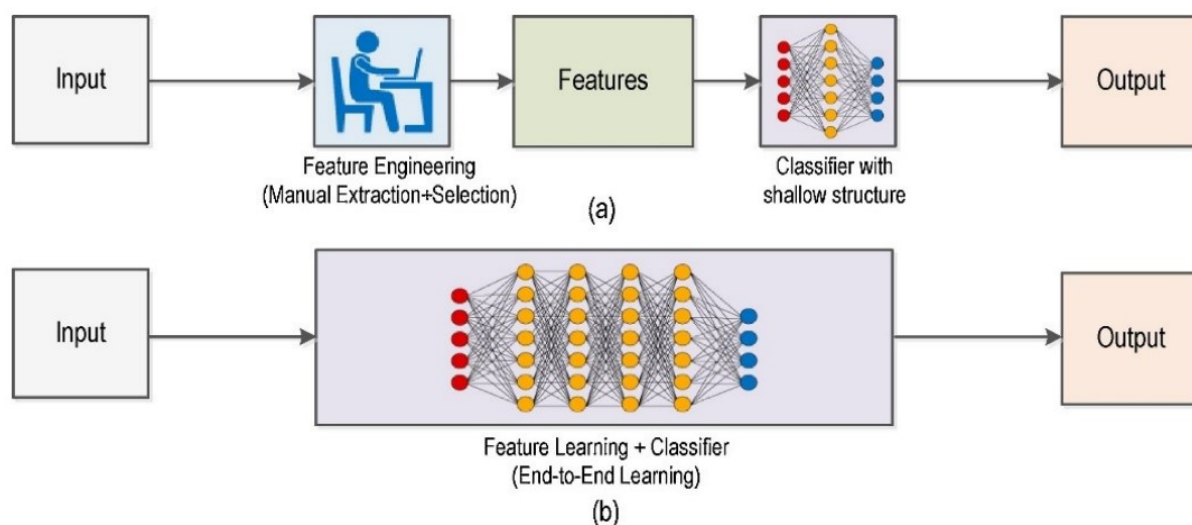 Input
Features
Output
Feature Engineering
(Manual Extraction+Selection)
Classifier with
shallow structure
(a)
Input
Output
Feature Learning + Classifier
(End-to-End Learning)
(b)